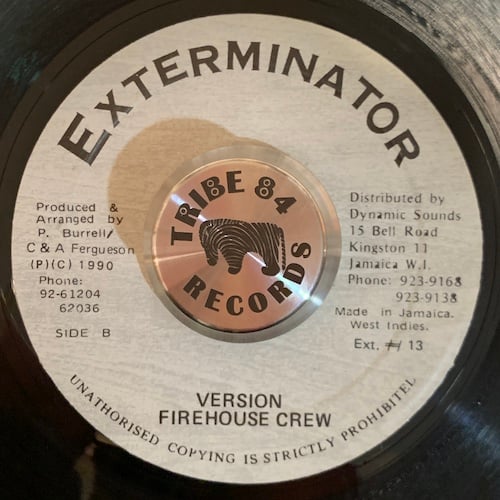 EXTERMINATOR
Produced &
Arranged by
P. Burrell/
C & A Fergueson
(P)(C) 1990
Phone:
92-61204
62036
SIDE B
TRIBE 84
RECORDS
Distributed by
Dynamic Sounds
15 Bell Road
Kingston 11
Jamaica W.I.
Phone: 923-9168
923-9138
Made in Jamaica.
West Indies.
Ext. # 13
VERSION
FIREHOUSE CREW
UNAUTHORISED COPYING IS STRICTLY PROHIBITEL